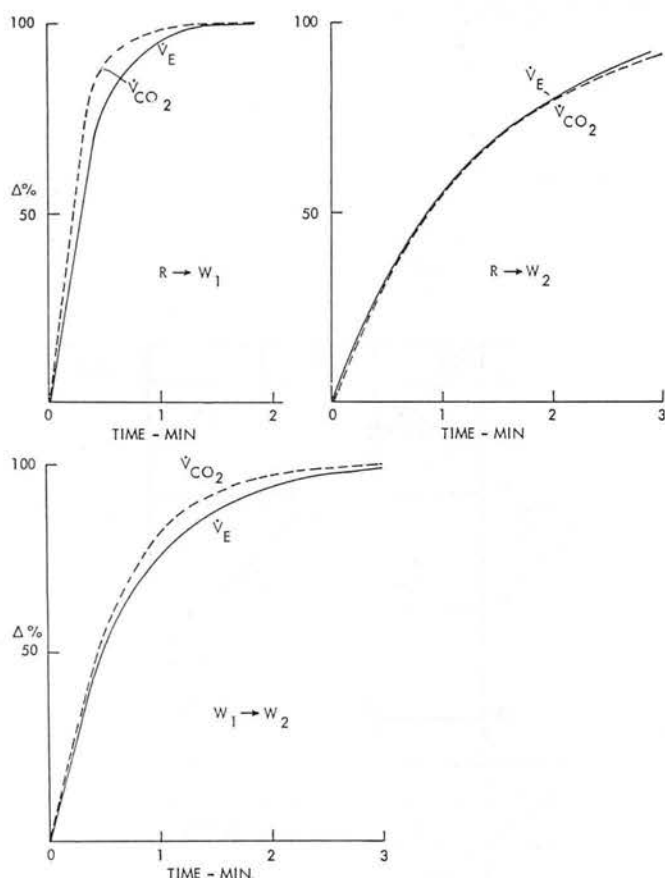 100
V̇E
V̇CO2
Δ%
50
R → W1
0
1
2
TIME - MIN
100
V̇E
V̇CO2
50
R → W2
0
1
2
3
TIME - MIN
100
V̇CO2
V̇E
Δ%
50
W1 → W2
0
1
2
3
TIME - MIN.